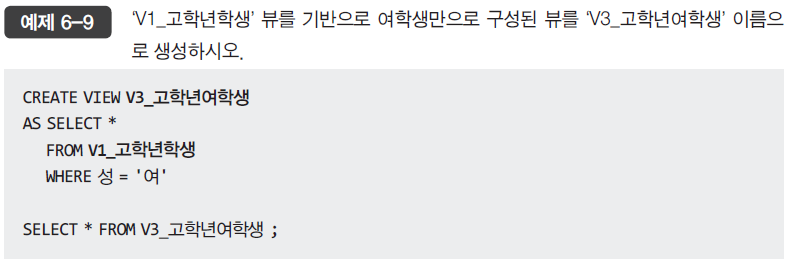 예제 6-9
'V1_고학년학생' 뷰를 기반으로 여학생만으로 구성된 뷰를 'V3_고학년여학생' 이름으
로 생성하시오.
CREATE VIEW V3_고학년여학생
AS SELECT *
FROM V1_고학년학생
WHERE 성 = '여'
SELECT * FROM V3_고학년여학생 ;